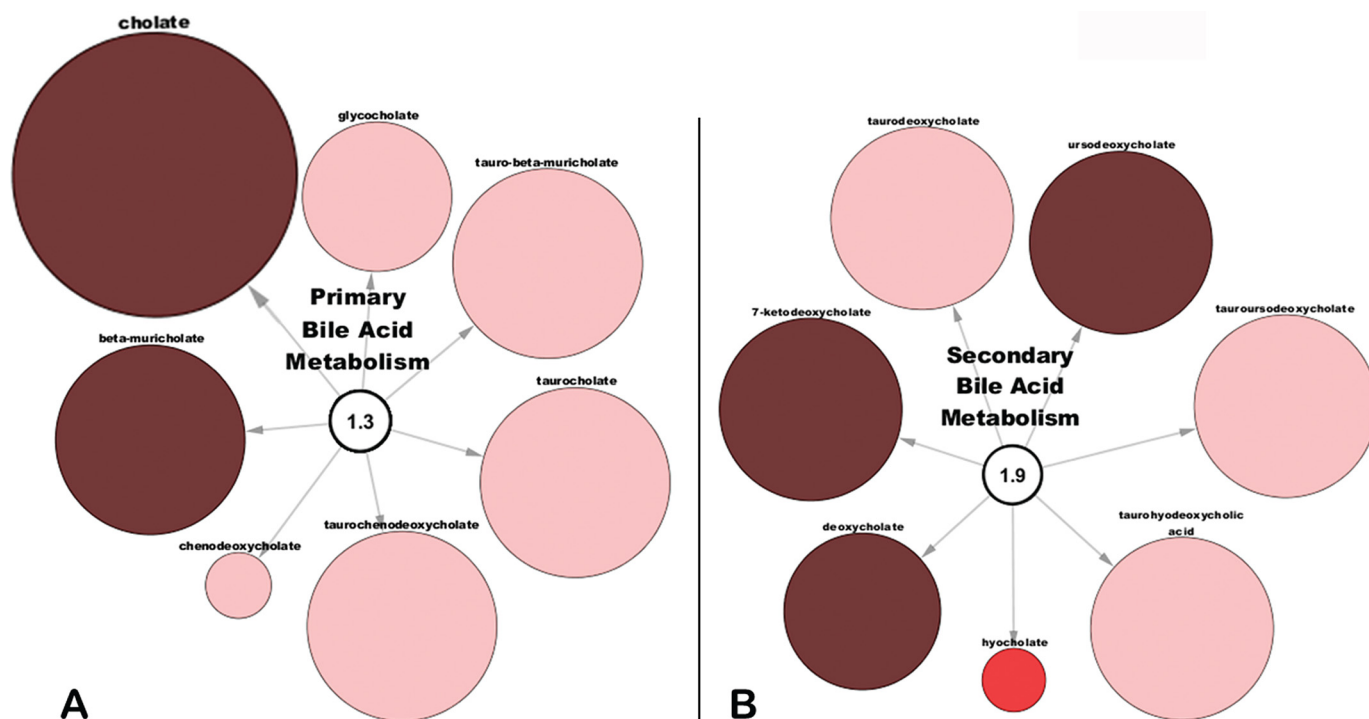 cholate
glycocholate
tauro-beta-muricholate
Primary
Bile Acid
Metabolism
beta-muricholate
taurocholate
1.3
chenodeoxycholate
taurochenodeoxycholate
A
taurodeoxycholate
ursodeoxycholate
7-ketodeoxycholate
tauroursodeoxycholate
Secondary
Bile Acid
Metabolism
1.9
deoxycholate
taurohyodeoxycholic
acid
hyocholate
B